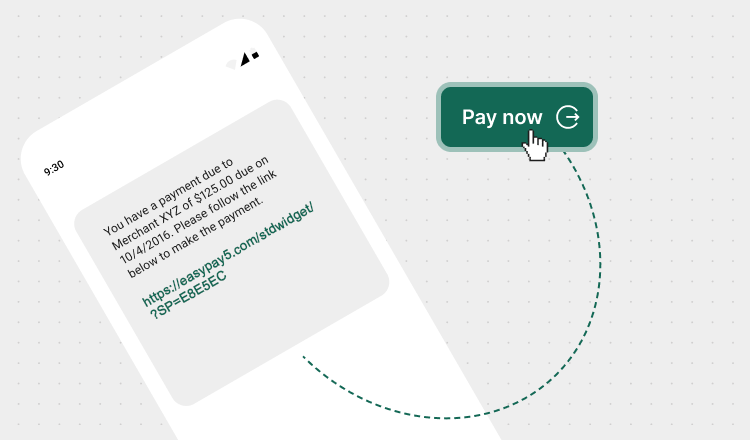 9:30
You have a payment due to
Merchant XYZ of $125.00 due on
10/4/2016. Please follow the link
below to make the payment.
https://easypay5.com/stdwidget/
?SP=E8E5EC
Pay now